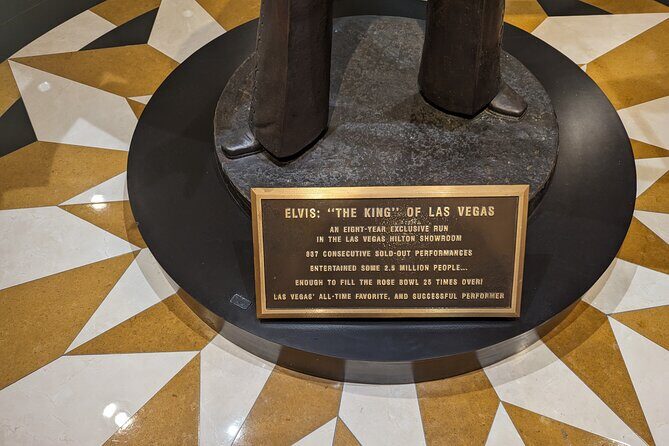 ELVIS: "THE KING" OF LAS VEGAS
AN EIGHT-YEAR EXCLUSIVE RUN
IN THE LAS VEGAS HILTON SHOWROOM
837 CONSECUTIVE SOLD-OUT PERFORMANCES
ENTERTAINED SOME 2.5 MILLION PEOPLE...
ENOUGH TO FILL THE ROSE BOWL 25 TIMES OVER!
LAS VEGAS' ALL-TIME FAVORITE, AND SUCCESSFUL PERFORMER